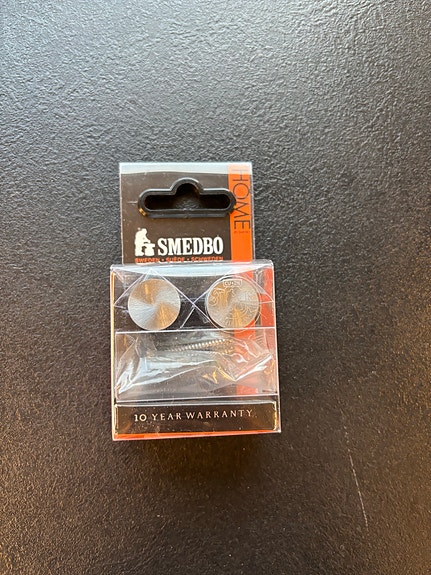 HOME
SMEDBO
SWEDEN • SUÈDE • SCHWEDEN
10 YEAR WARRANTY